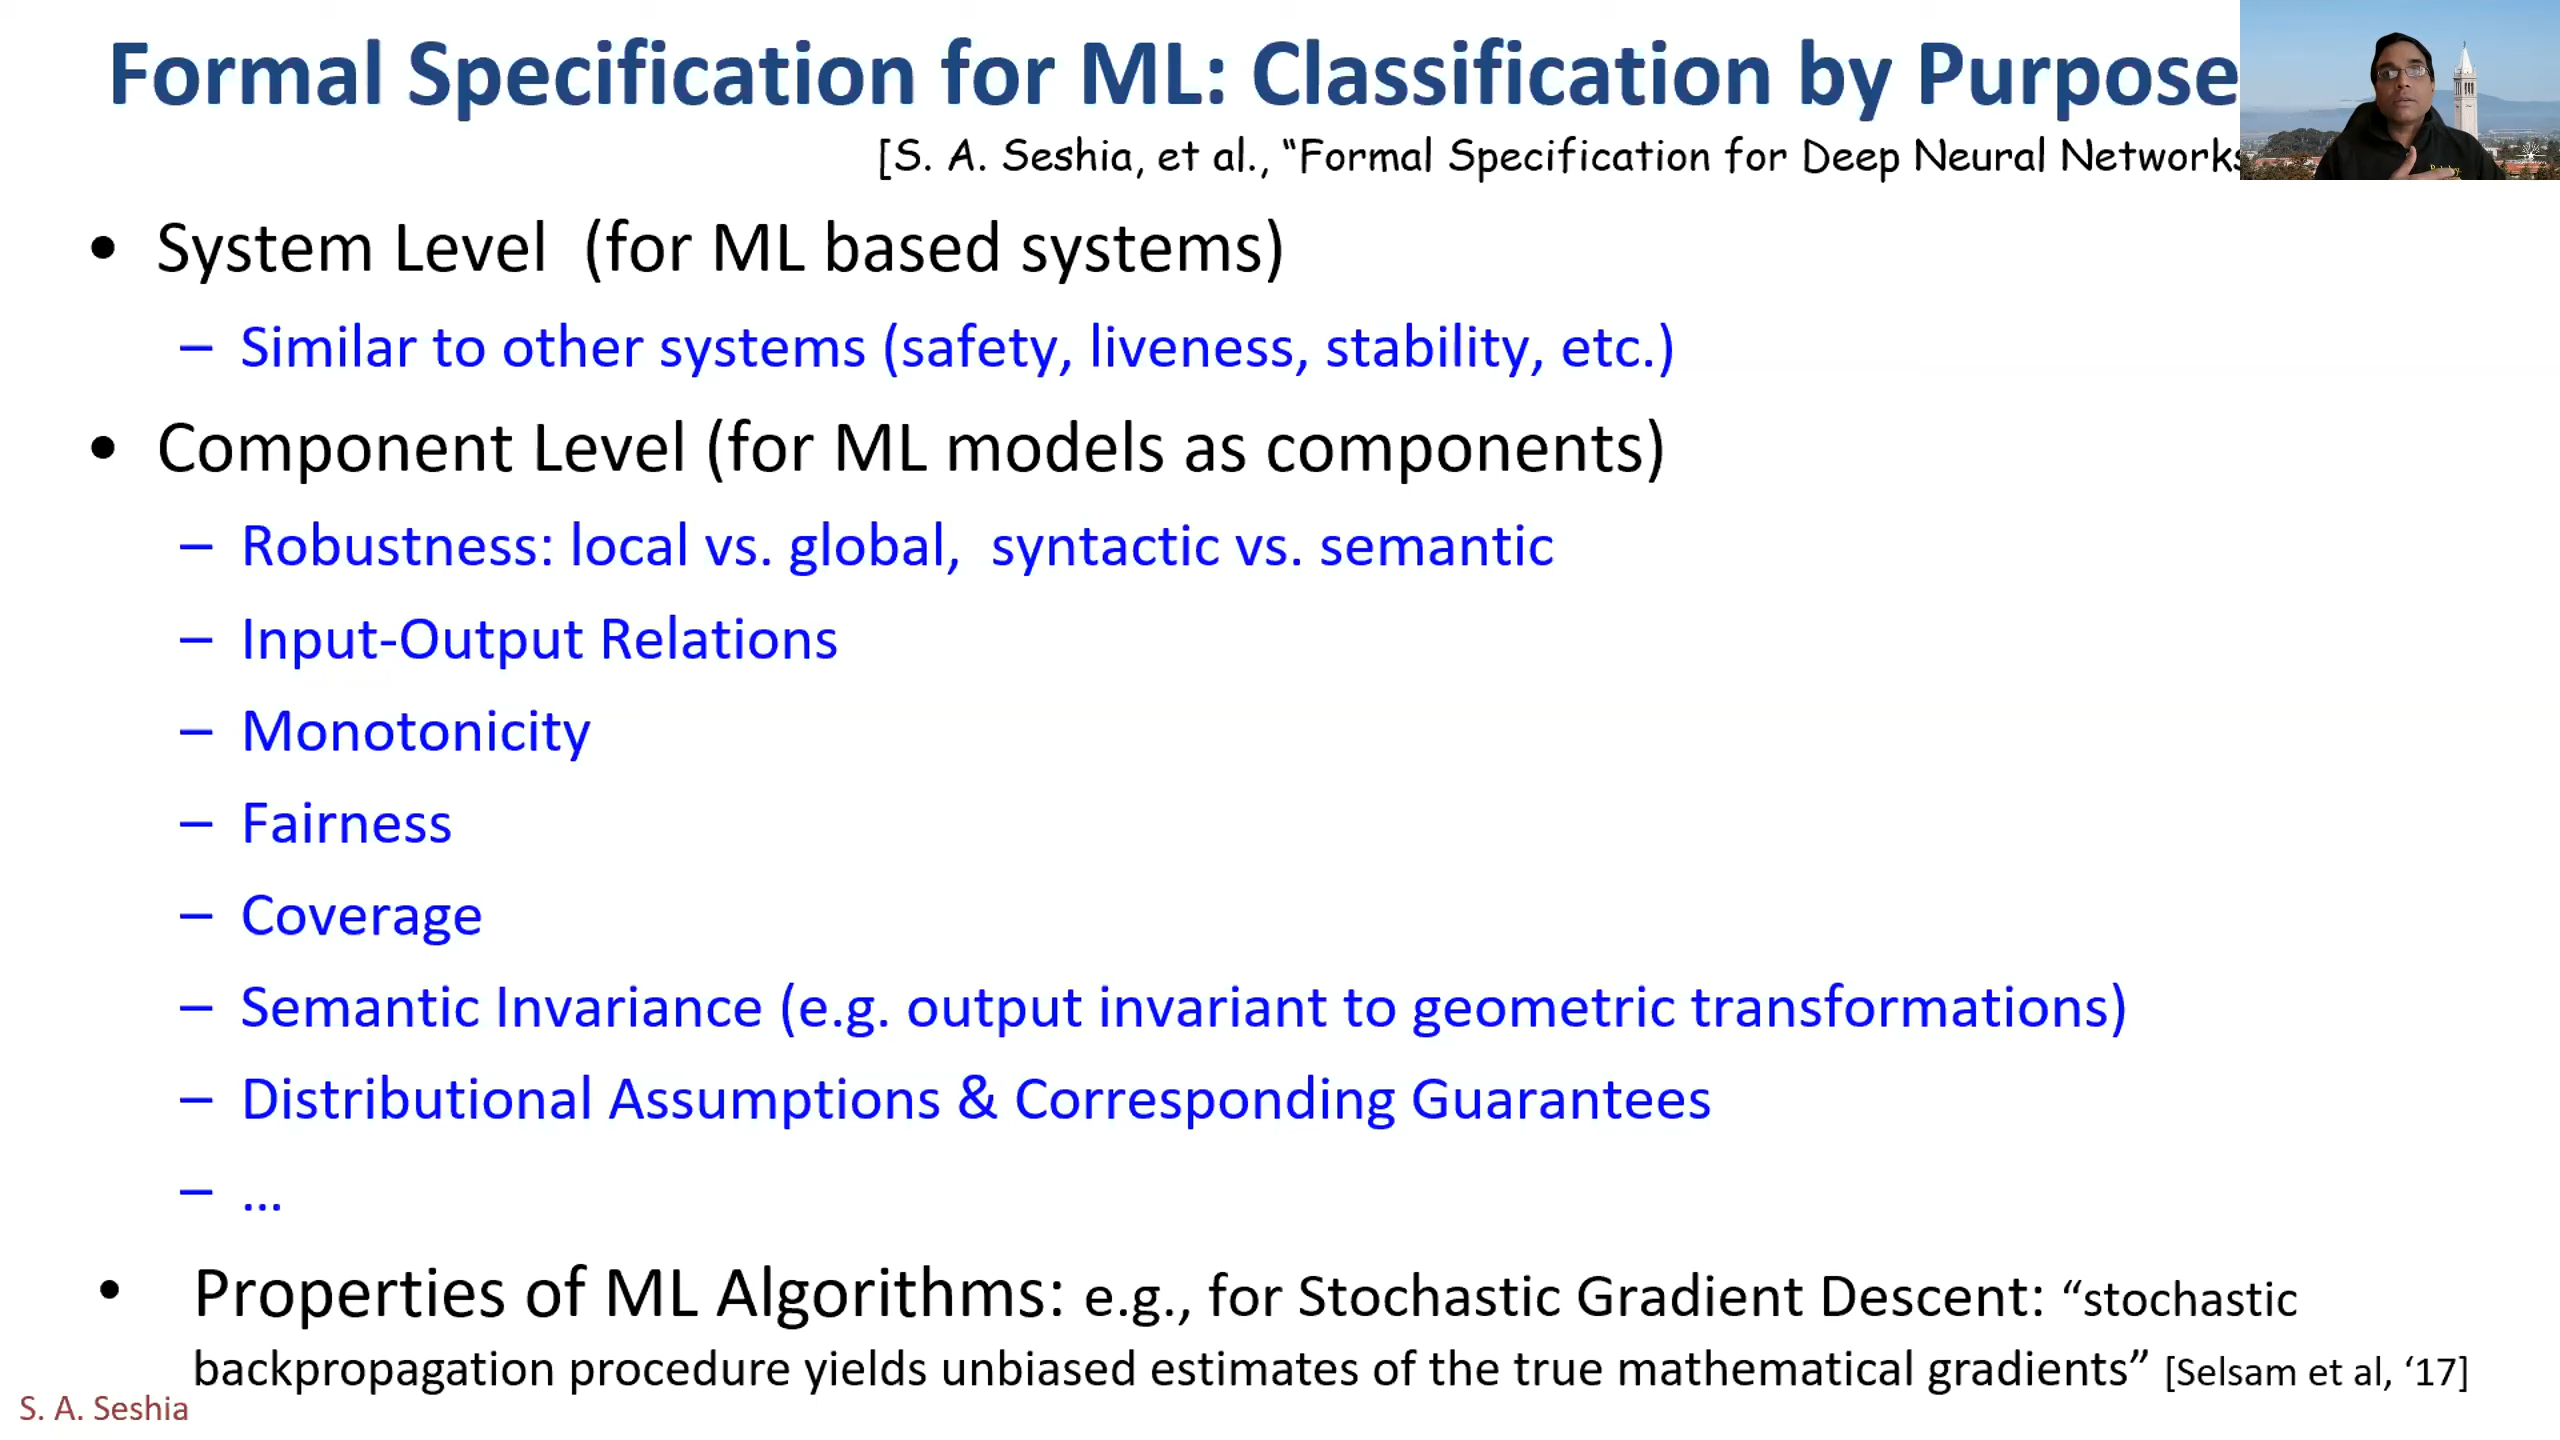 Formal Specification for ML: Classification by Purpose
[S. A. Seshia, et al., “Formal Specification for Deep Neural Networks
• System Level (for ML based systems)
– Similar to other systems (safety, liveness, stability, etc.)
• Component Level (for ML models as components)
– Robustness: local vs. global, syntactic vs. semantic
– Input-Output Relations
– Monotonicity
– Fairness
– Coverage
– Semantic Invariance (e.g. output invariant to geometric transformations)
– Distributional Assumptions & Corresponding Guarantees
– ...
• Properties of ML Algorithms: e.g., for Stochastic Gradient Descent: “stochastic
backpropagation procedure yields unbiased estimates of the true mathematical gradients” [Selsam et al, ‘17]
S. A. Seshia